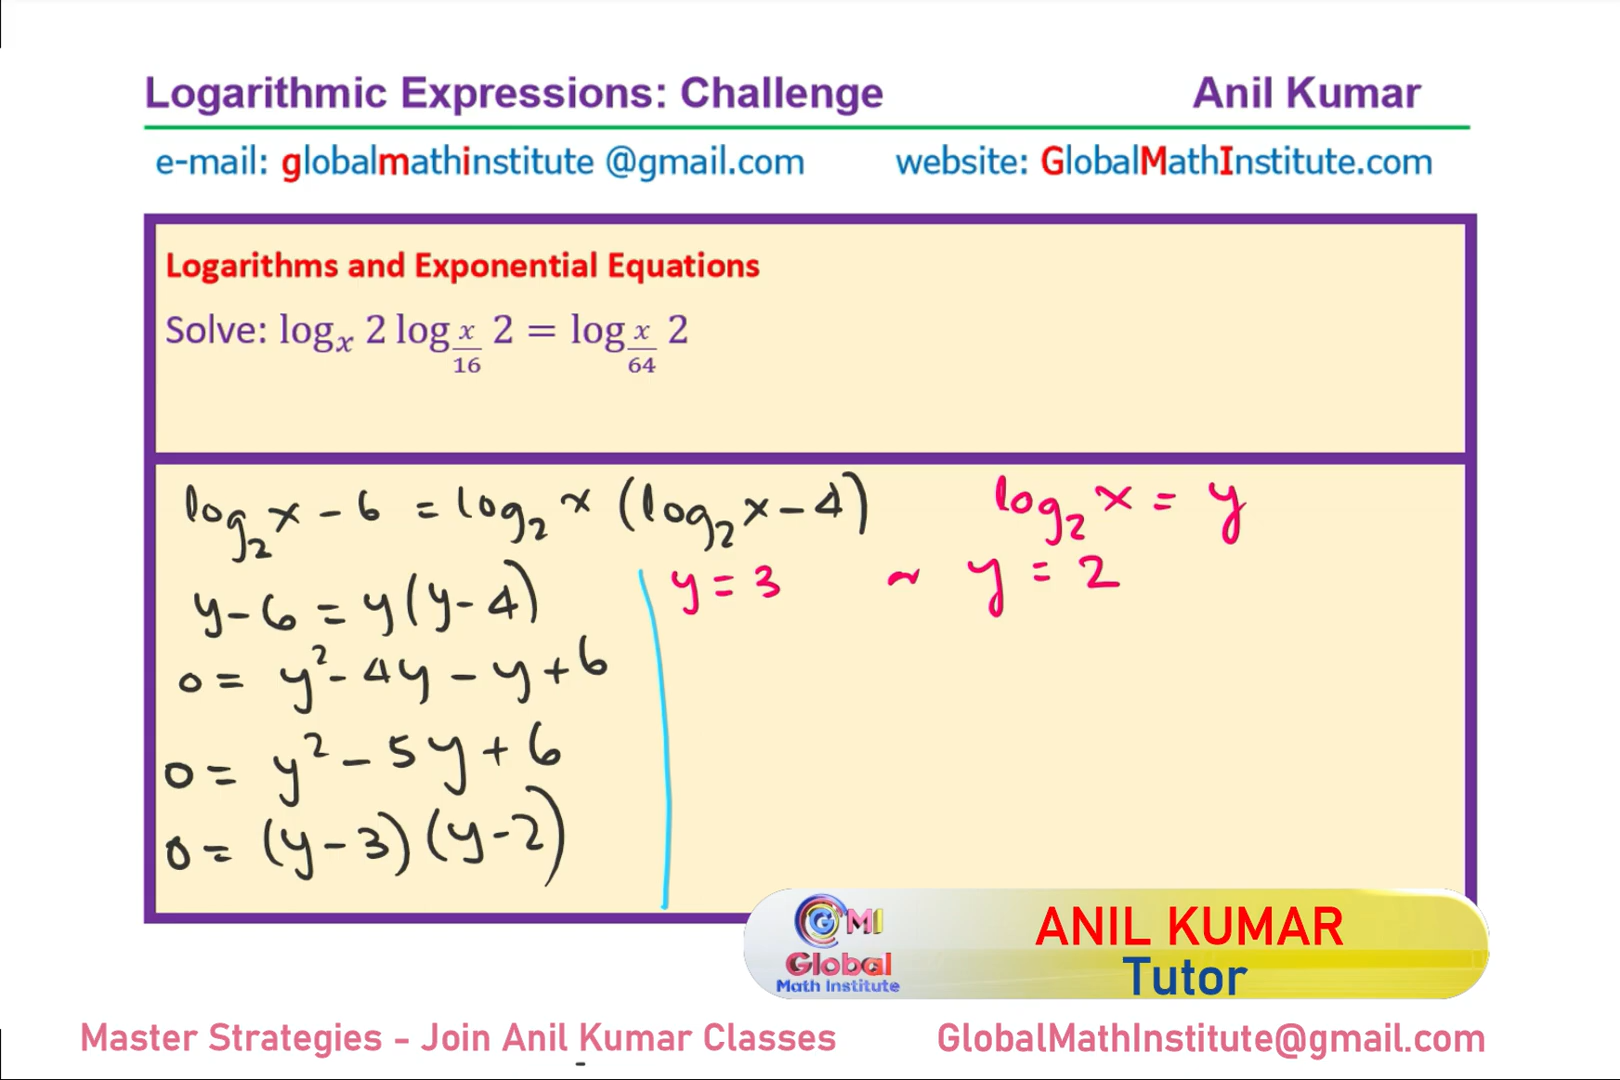 Logarithmic Expressions: Challenge Anil Kumar
e-mail: globalmathinstitute @gmail.com website: GlobalMathInstitute.com
Logarithms and Exponential Equations
Solve: logₓ 2 log_(x/16) 2 = log_(x/64) 2
log₂x - 6 = log₂x (log₂x - 4) log₂x = y
y - 6 = y(y - 4) y = 3 ~ y = 2
0 = y² - 4y - y + 6
0 = y² - 5y + 6
0 = (y - 3)(y - 2)
GMI
Global
Math Institute
ANIL KUMAR
Tutor
Master Strategies - Join Anil Kumar Classes GlobalMathInstitute@gmail.com